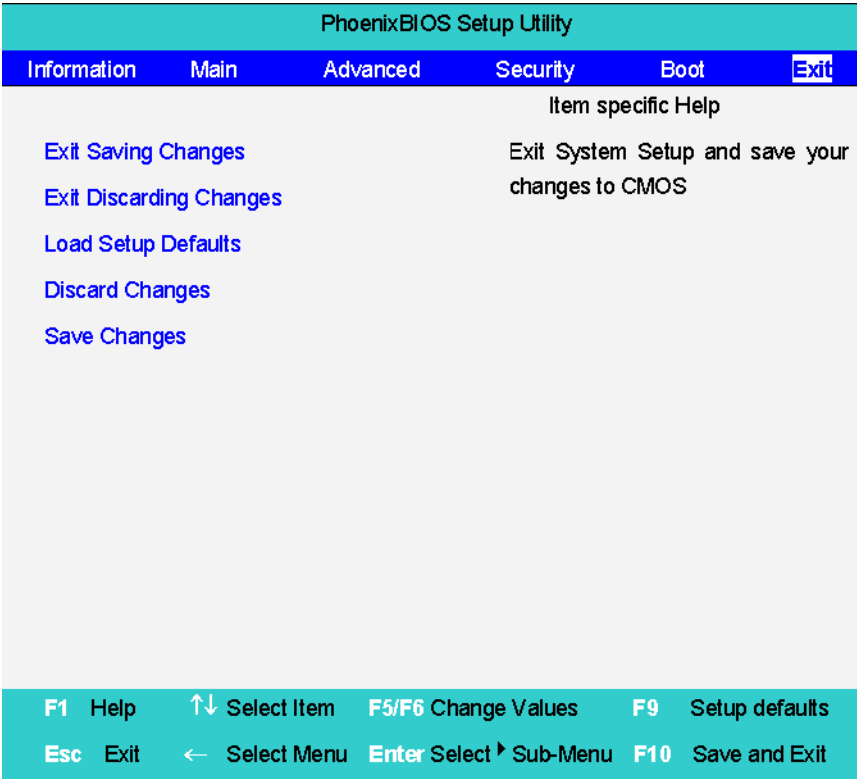 PhoenixBIOS Setup Utility
Information Main Advanced Security Boot Exit
Item specific Help
Exit Saving Changes
Exit Discarding Changes
Load Setup Defaults
Discard Changes
Save Changes
Exit System Setup and save your
changes to CMOS
F1 Help ↑↓ Select Item F5/F6 Change Values F9 Setup defaults
Esc Exit ← Select Menu Enter Select ▶ Sub-Menu F10 Save and Exit